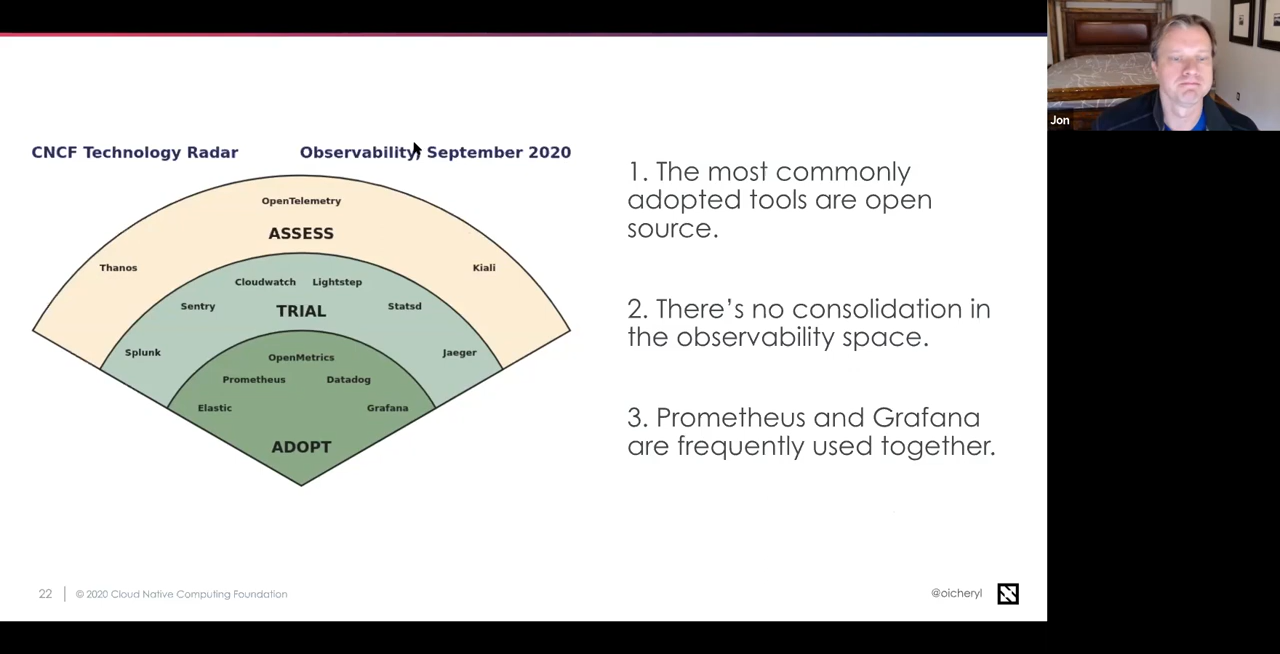 CNCF Technology Radar
Observability, September 2020
OpenTelemetry
ASSESS
Thanos
Kiali
Cloudwatch
Lightstep
Sentry
Statsd
TRIAL
Splunk
Jaeger
OpenMetrics
Prometheus
Datadog
Elastic
Grafana
ADOPT
1. The most commonly
adopted tools are open
source.
2. There’s no consolidation in
the observability space.
3. Prometheus and Grafana
are frequently used together.
22
© 2020 Cloud Native Computing Foundation
@oicheryl
Jon